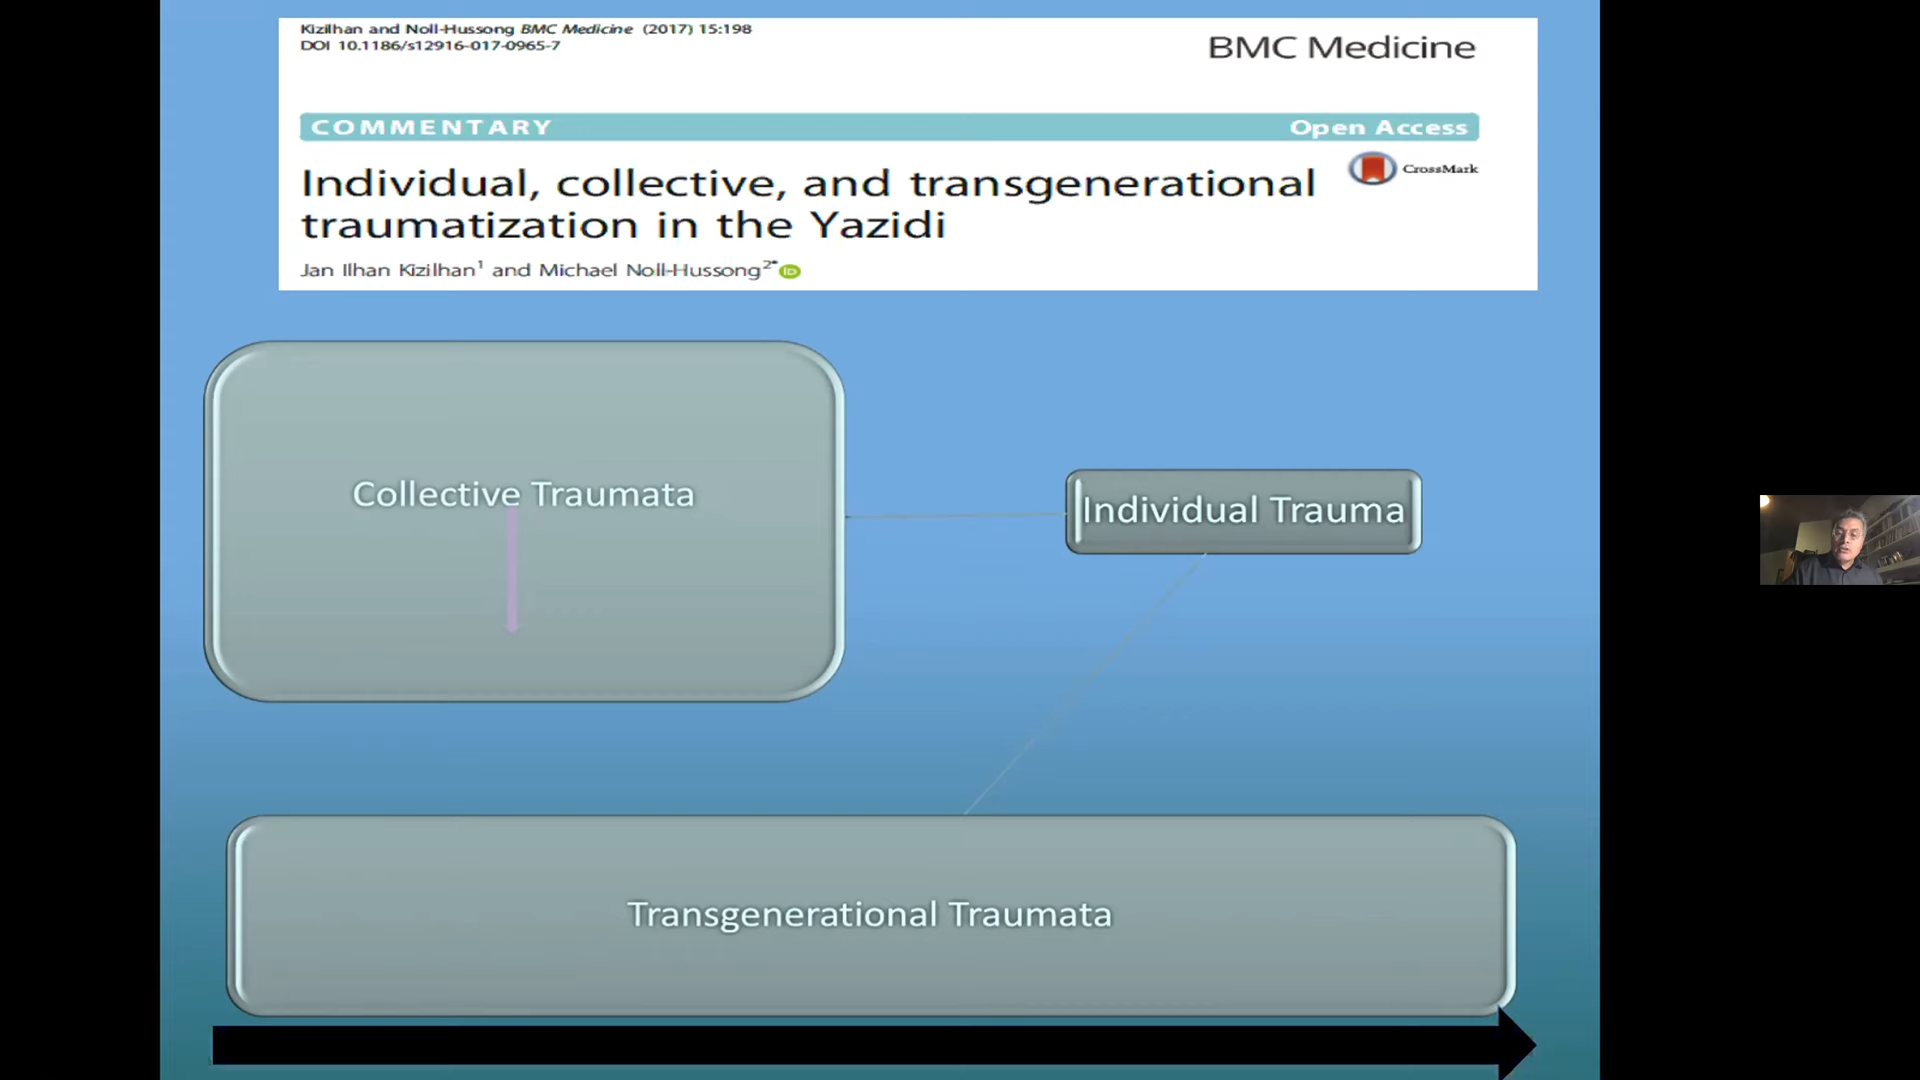 Kizilhan and Noll-Hussong BMC Medicine (2017) 15:198
DOI 10.1186/s12916-017-0965-7
BMC Medicine
COMMENTARY
Open Access
Individual, collective, and transgenerational
traumatization in the Yazidi
CrossMark
Jan Ilhan Kizilhan1 and Michael Noll-Hussong2*
iD
Collective Traumata
Individual Trauma
Transgenerational Traumata